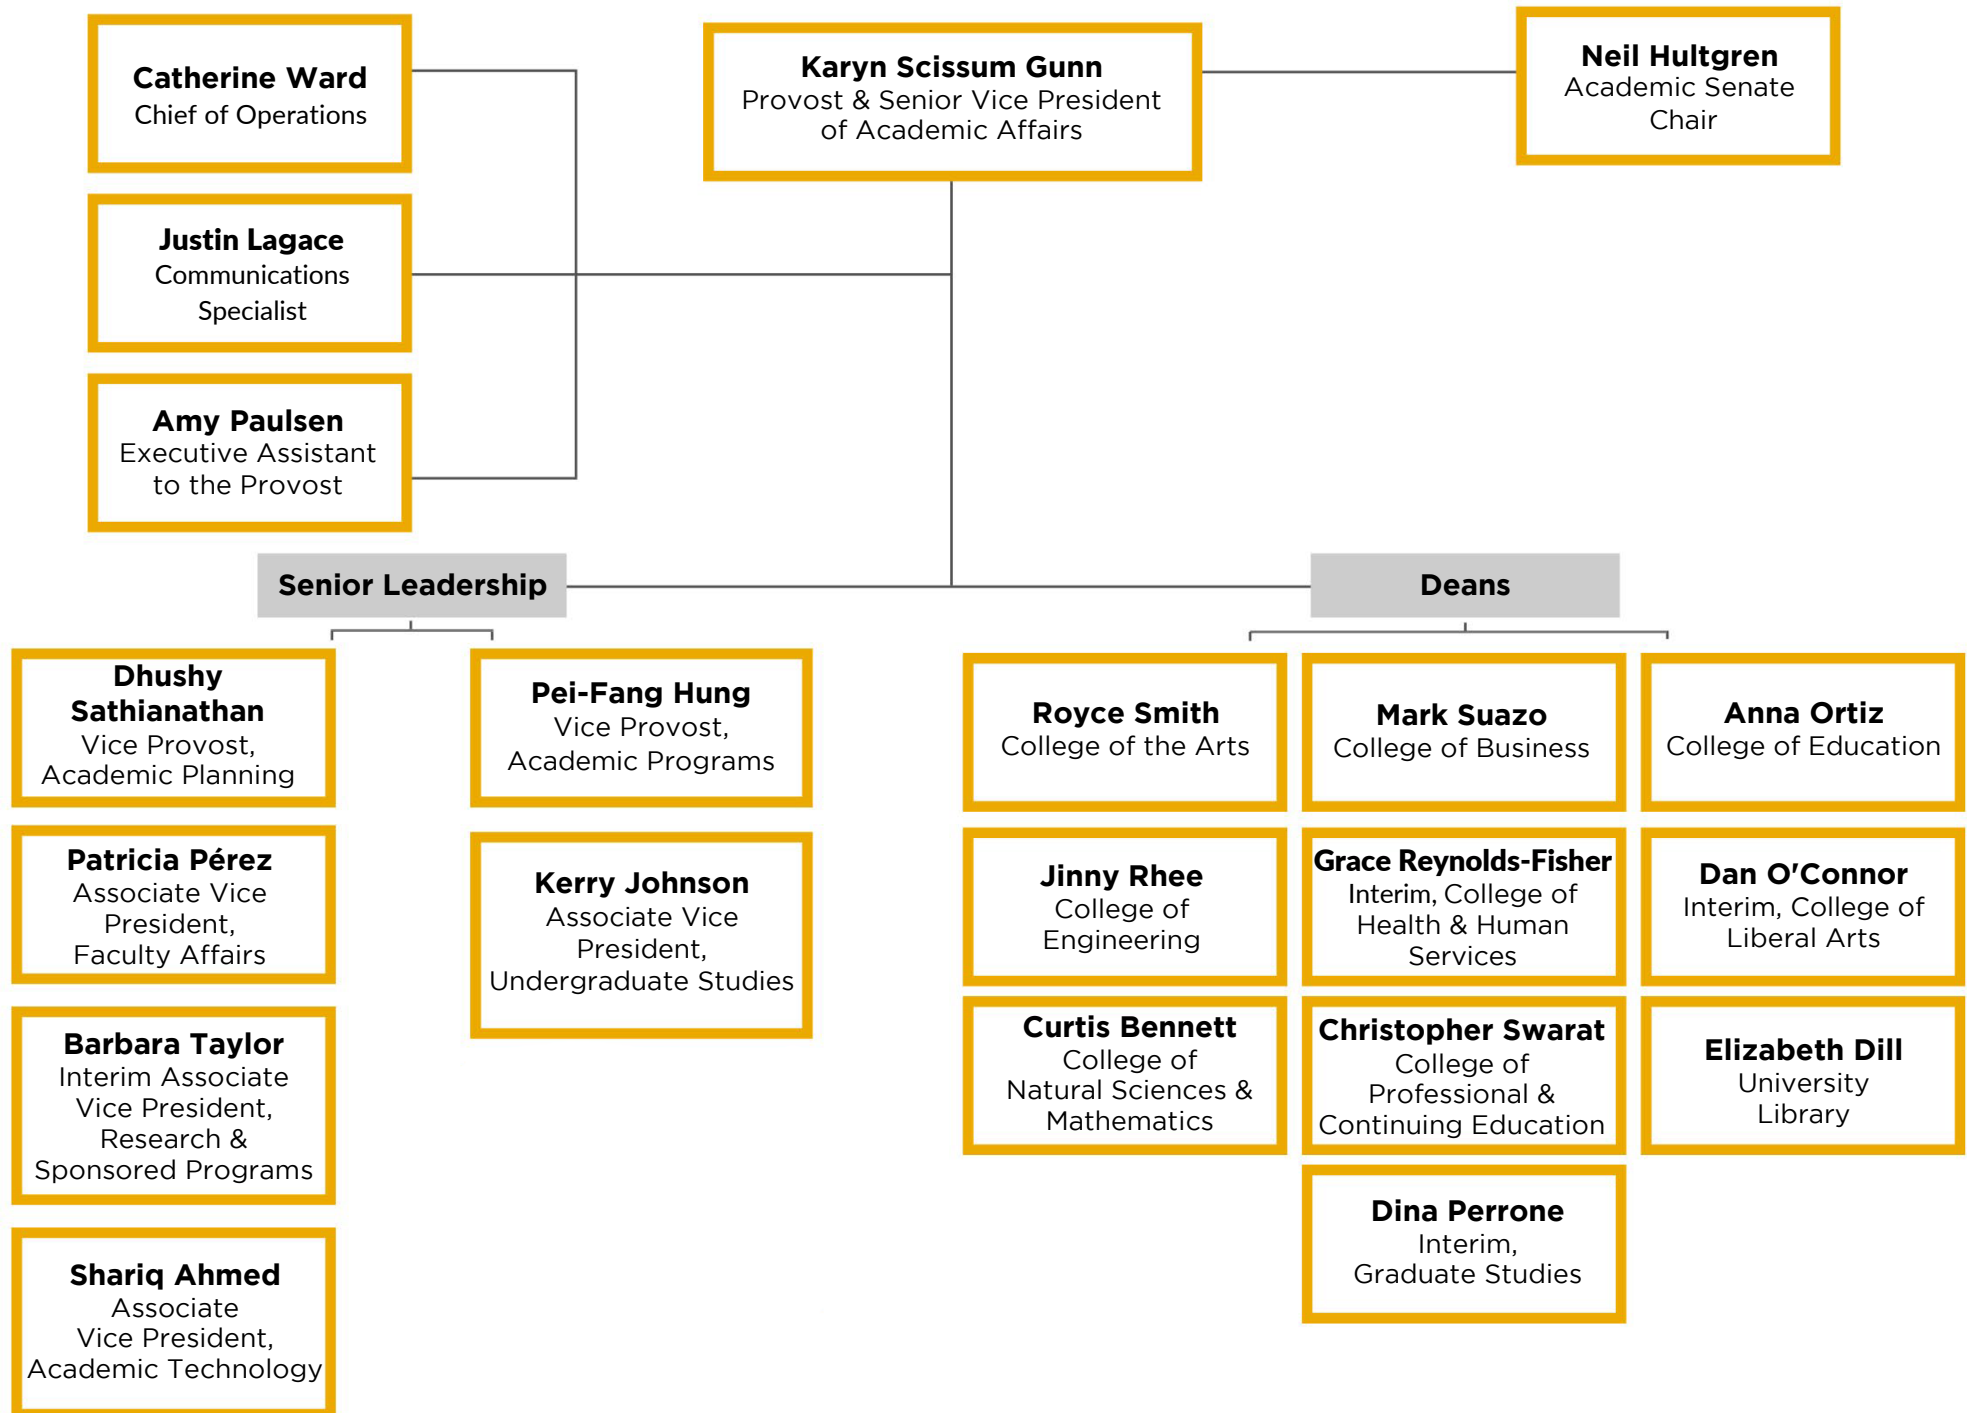 Catherine Ward
Chief of Operations
Karyn Scissum Gunn
Provost & Senior Vice President
of Academic Affairs
Neil Hultgren
Academic Senate
Chair
Justin Lagace
Communications
Specialist
Amy Paulsen
Executive Assistant
to the Provost
Senior Leadership
Dhushy
Sathianathan
Vice Provost,
Academic Planning
Pei-Fang Hung
Vice Provost,
Academic Programs
Patricia Pérez
Associate Vice
President,
Faculty Affairs
Kerry Johnson
Associate Vice
President,
Undergraduate Studies
Barbara Taylor
Interim Associate
Vice President,
Research &
Sponsored Programs
Shariq Ahmed
Associate
Vice President,
Academic Technology
Deans
Royce Smith
College of the Arts
Mark Suazo
College of Business
Anna Ortiz
College of Education
Jinny Rhee
College of
Engineering
Grace Reynolds-Fisher
Interim, College of
Health & Human
Services
Dan O'Connor
Interim, College of
Liberal Arts
Curtis Bennett
College of
Natural Sciences &
Mathematics
Christopher Swarat
College of
Professional &
Continuing Education
Elizabeth Dill
University
Library
Dina Perrone
Interim,
Graduate Studies